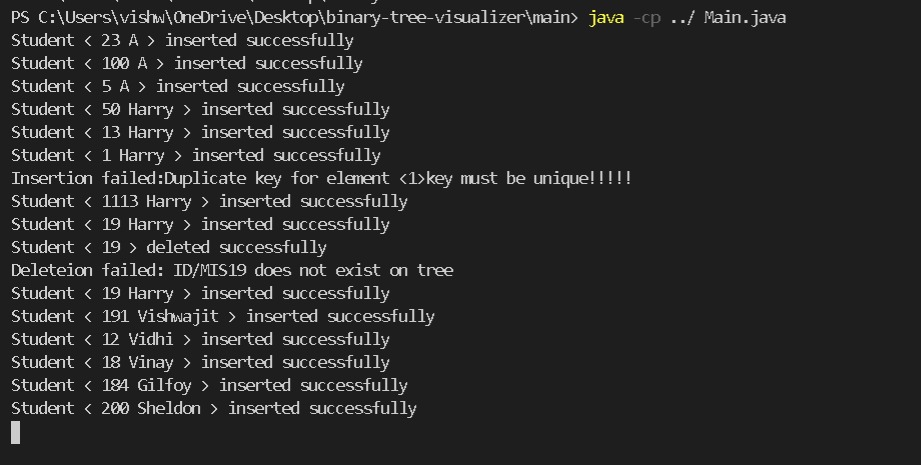 PS C:\Users\vishw\OneDrive\Desktop\binary-tree-visualizer\main> java -cp ../ Main.java
Student < 23 A > inserted successfully
Student < 100 A > inserted successfully
Student < 5 A > inserted successfully
Student < 50 Harry > inserted successfully
Student < 13 Harry > inserted successfully
Student < 1 Harry > inserted successfully
Insertion failed:Duplicate key for element <1>key must be unique!!!!!
Student < 1113 Harry > inserted successfully
Student < 19 Harry > inserted successfully
Student < 19 > deleted successfully
Deleteion failed: ID/MIS19 does not exist on tree
Student < 19 Harry > inserted successfully
Student < 191 Vishwajit > inserted successfully
Student < 12 Vidhi > inserted successfully
Student < 18 Vinay > inserted successfully
Student < 184 Gilfoy > inserted successfully
Student < 200 Sheldon > inserted successfully